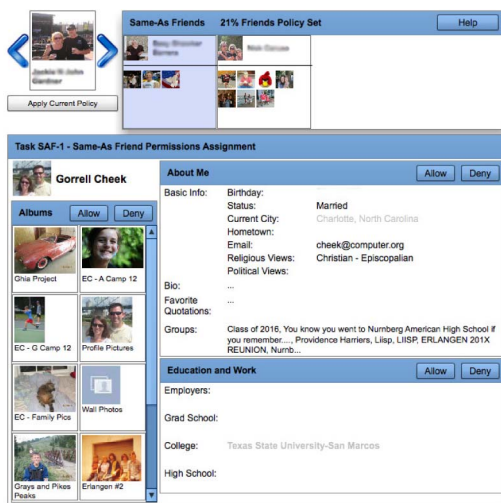 Same-As Friends
21% Friends Policy Set
Help
Apply Current Policy
Task SAF-1 - Same-As Friend Permissions Assignment
Gorrell Cheek
Albums
Allow
Deny
Ghia Project
EC - A Camp 12
EC - G Camp 12
Profile Pictures
EC - Family Pics
Wall Photos
Grays and Pikes
Peaks
Erlangen #2
About Me
Allow
Deny
Basic Info:
Birthday:
Status: Married
Current City: Charlotte, North Carolina
Hometown:
Email: cheek@computer.org
Religious Views: Christian - Episcopalian
Political Views:
Bio: ...
Favorite ...
Quotations:
Groups: Class of 2016, You know you went to Nurnberg American High School if
you remember...., Providence Harriers, Liisp, LIISP, ERLANGEN 201X
REUNION, Nurnb...
Education and Work
Allow
Deny
Employers:
Grad School:
College: Texas State University-San Marcos
High School: